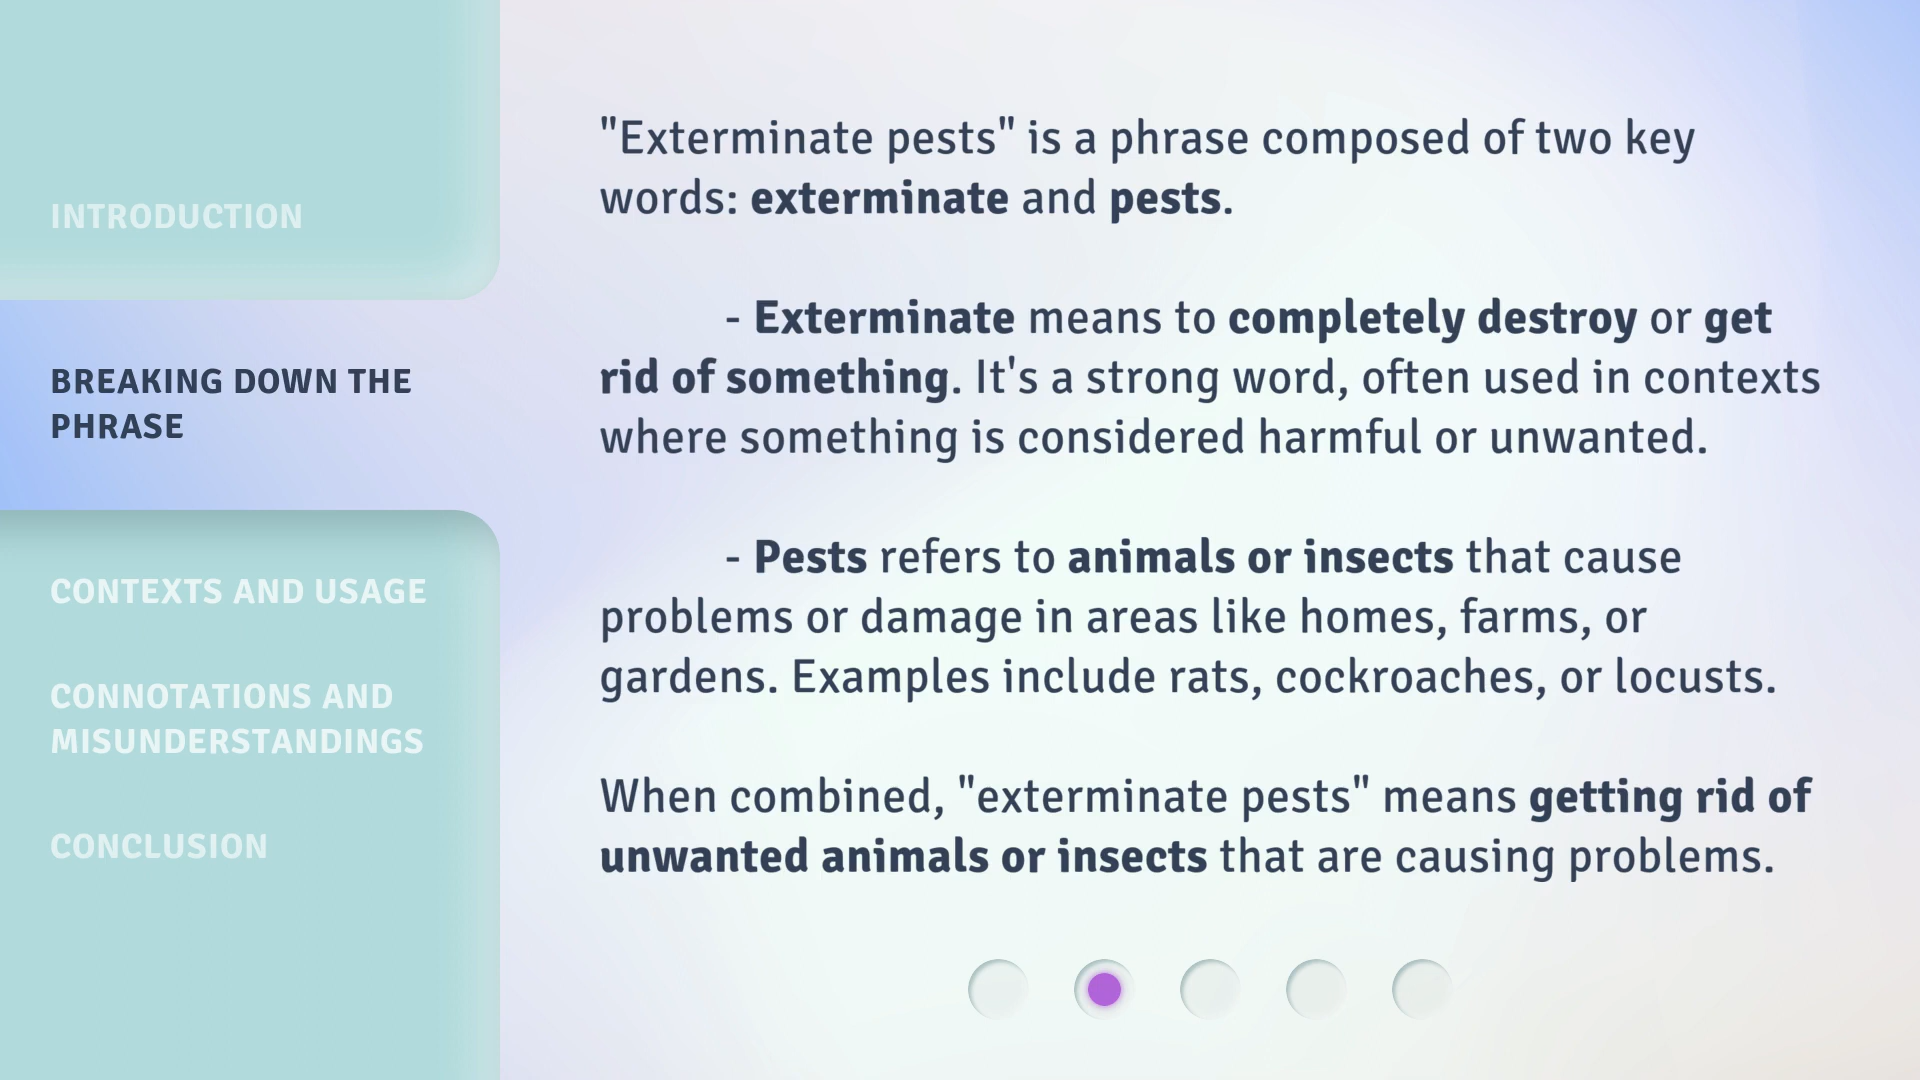 INTRODUCTION
BREAKING DOWN THE
PHRASE
CONTEXTS AND USAGE
CONNOTATIONS AND
MISUNDERSTANDINGS
CONCLUSION
"Exterminate pests" is a phrase composed of two key
words: exterminate and pests.
- Exterminate means to completely destroy or get
rid of something. It's a strong word, often used in contexts
where something is considered harmful or unwanted.
- Pests refers to animals or insects that cause
problems or damage in areas like homes, farms, or
gardens. Examples include rats, cockroaches, or locusts.
When combined, "exterminate pests" means getting rid of
unwanted animals or insects that are causing problems.